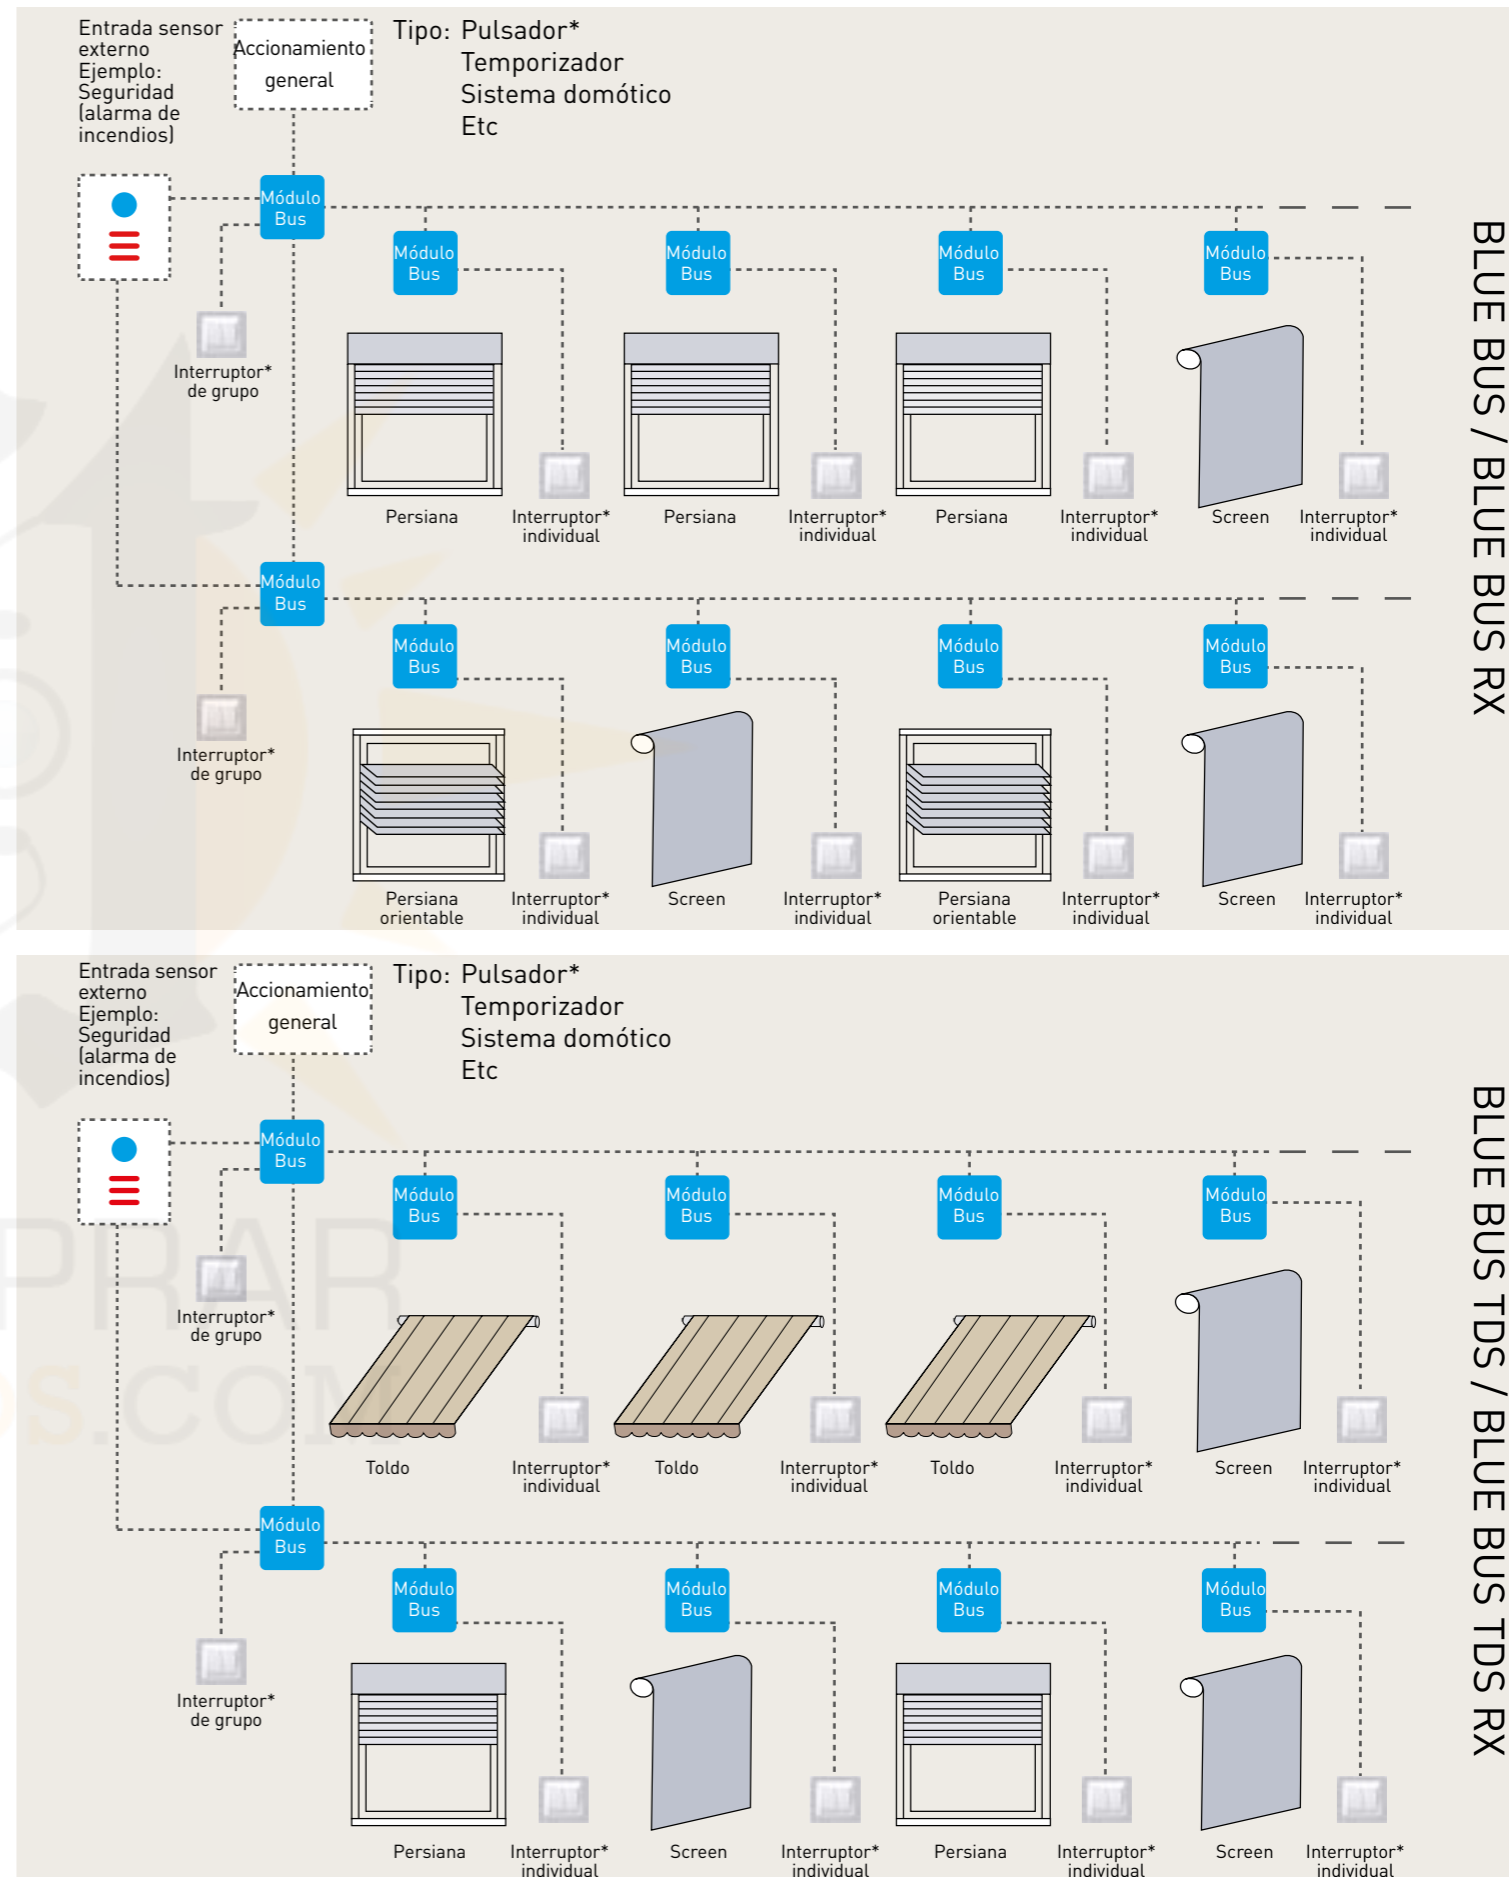 Entrada sensor
externo
Ejemplo:
Seguridad
(alarma de
incendios)
Accionamiento
general
Tipo: Pulsador*
Temporizador
Sistema domótico
Etc
Módulo
Bus
Módulo
Bus
Módulo
Bus
Módulo
Bus
Módulo
Bus
Interruptor*
de grupo
Persiana
Interruptor*
individual
Persiana
Interruptor*
individual
Persiana
Interruptor*
individual
Screen
Interruptor*
individual
Módulo
Bus
Módulo
Bus
Módulo
Bus
Módulo
Bus
Módulo
Bus
Interruptor*
de grupo
Persiana
orientable
Interruptor*
individual
Screen
Interruptor*
individual
Persiana
orientable
Interruptor*
individual
Screen
Interruptor*
individual
BLUE BUS / BLUE BUS RX
Entrada sensor
externo
Ejemplo:
Seguridad
(alarma de
incendios)
Accionamiento
general
Tipo: Pulsador*
Temporizador
Sistema domótico
Etc
Módulo
Bus
Módulo
Bus
Módulo
Bus
Módulo
Bus
Módulo
Bus
Interruptor*
de grupo
Toldo
Interruptor*
individual
Toldo
Interruptor*
individual
Toldo
Interruptor*
individual
Screen
Interruptor*
individual
Módulo
Bus
Módulo
Bus
Módulo
Bus
Módulo
Bus
Módulo
Bus
Interruptor*
de grupo
Persiana
Interruptor*
individual
Screen
Interruptor*
individual
Persiana
Interruptor*
individual
Screen
Interruptor*
individual
BLUE BUS TDS / BLUE BUS TDS RX